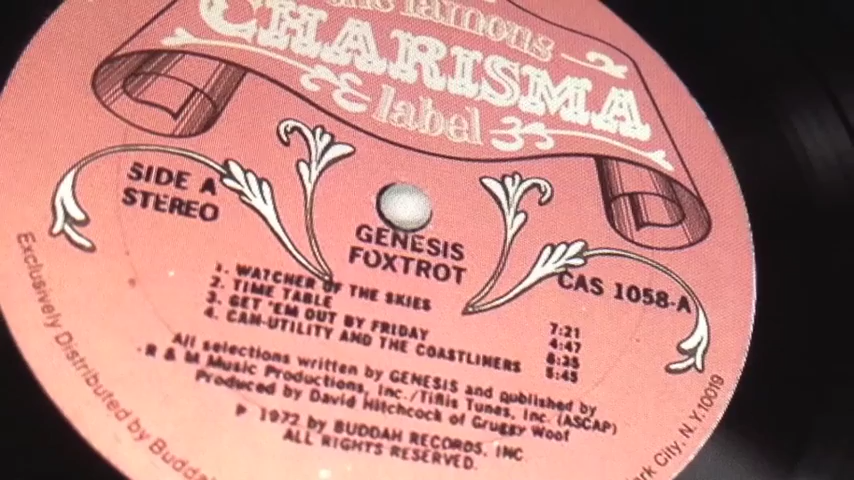 the famous
CHARISMA
label
SIDE A
STEREO
GENESIS
FOXTROT
CAS 1058-A
1. WATCHER OF THE SKIES 7:21
2. TIME TABLE 4:47
3. GET 'EM OUT BY FRIDAY 8:35
4. CAN-UTILITY AND THE COASTLINERS 5:45
All selections written by GENESIS and published by
R & M Music Productions, Inc./Tiflis Tunes, Inc. (ASCAP)
Produced by David Hitchcock of Gruggy Woof
P 1972 by BUDDAH RECORDS, INC
ALL RIGHTS RESERVED.
Exclusively Distributed by Buddah
rk City, N.Y. 10019